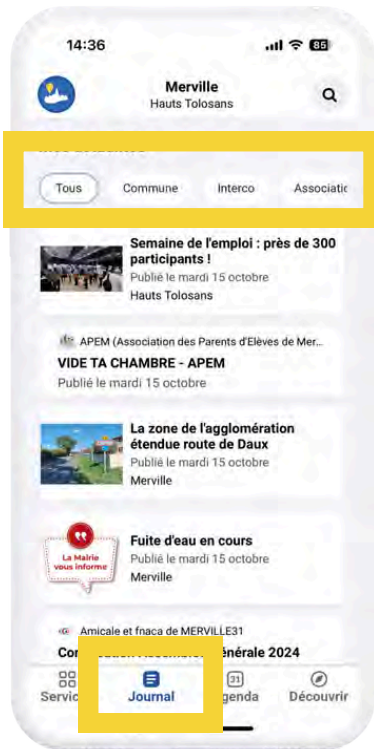 14:36
85
Merville
Hauts Tolosans
Tous Commune Interco Associatic
Semaine de l'emploi : près de 300
participants !
Publié le mardi 15 octobre
Hauts Tolosans
APEM (Association des Parents d'Elèves de Mer...
VIDE TA CHAMBRE - APEM
Publié le mardi 15 octobre
La zone de l'agglomération
étendue route de Daux
Publié le mardi 15 octobre
Merville
La Mairie
vous informe
Fuite d'eau en cours
Publié le mardi 15 octobre
Merville
Amicale et fnaca de MERVILLE31
2024
31
Journal Découvrir